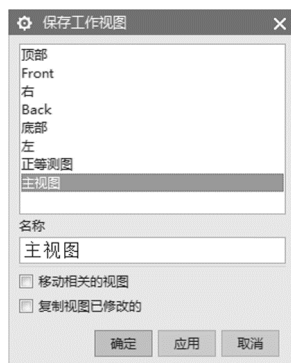 保存工作视图
顶部
Front
右
Back
底部
左
正等测图
主视图
名称
主视图
移动相关的视图
复制视图已修改的
确定
应用
取消